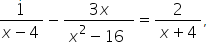 1/(x−4) − 3x/(x²−16) = 2/(x+4),